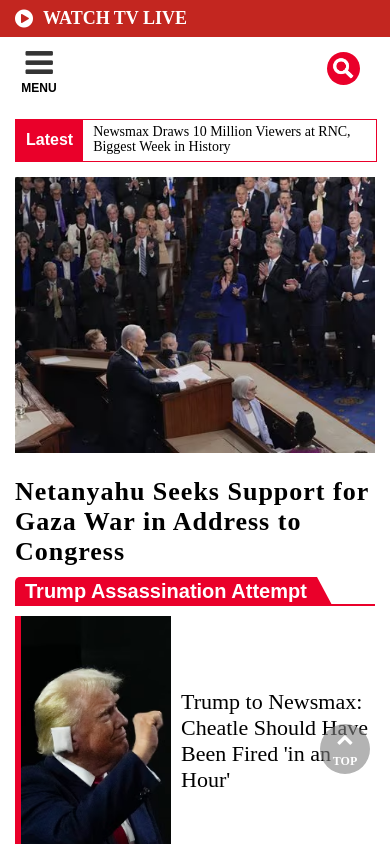 WATCH TV LIVE
MENU
Latest
Newsmax Draws 10 Million Viewers at RNC,
Biggest Week in History
Netanyahu Seeks Support for
Gaza War in Address to
Congress
Trump Assassination Attempt
Trump to Newsmax:
Cheatle Should Have
Been Fired 'in an
Hour'
TOP